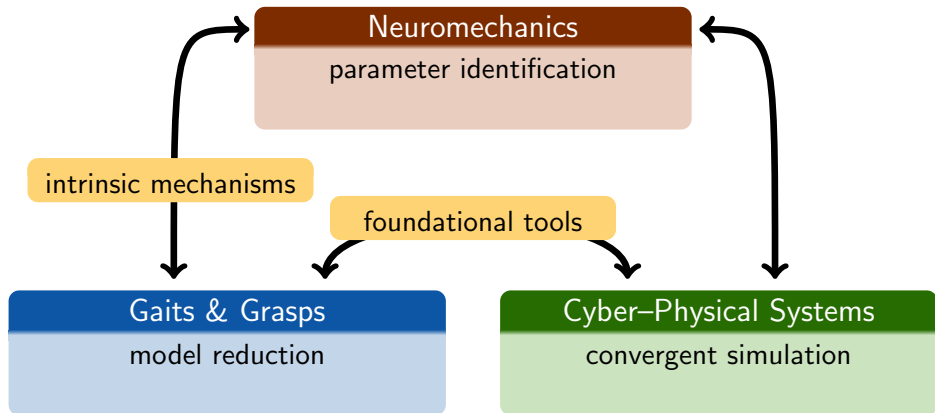 Neuromechanics
parameter identification
intrinsic mechanisms
foundational tools
Gaits & Grasps
model reduction
Cyber–Physical Systems
convergent simulation